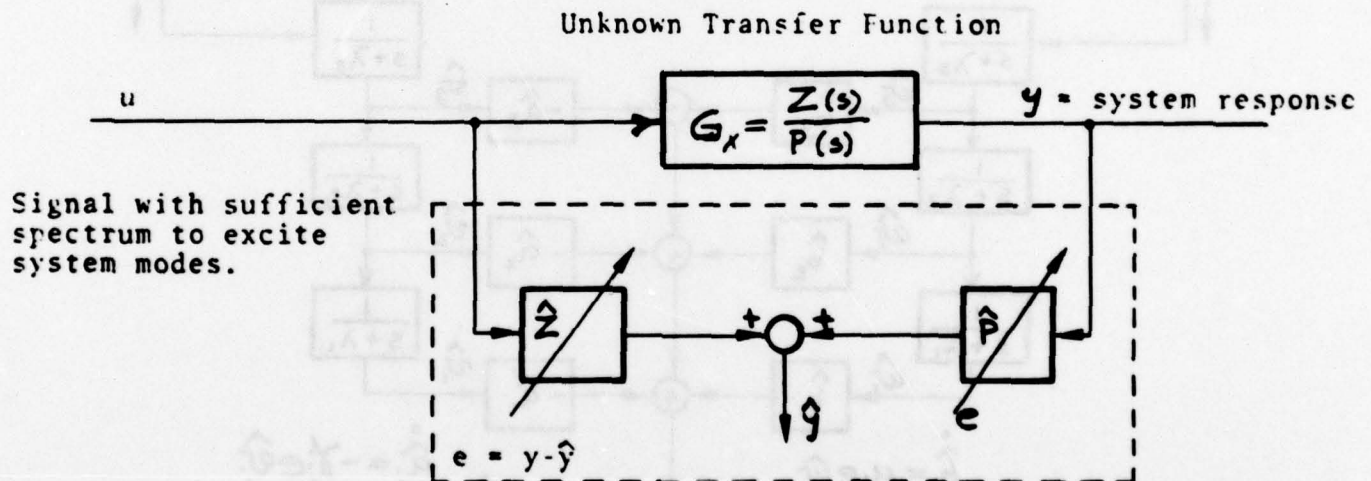 Unknown Transfer Function
u
G_x = Z(s)/P(s)
y = system response
Signal with sufficient
spectrum to excite
system modes.
Ẑ
+
±
P̂
ŷ
e
e = y-ŷ